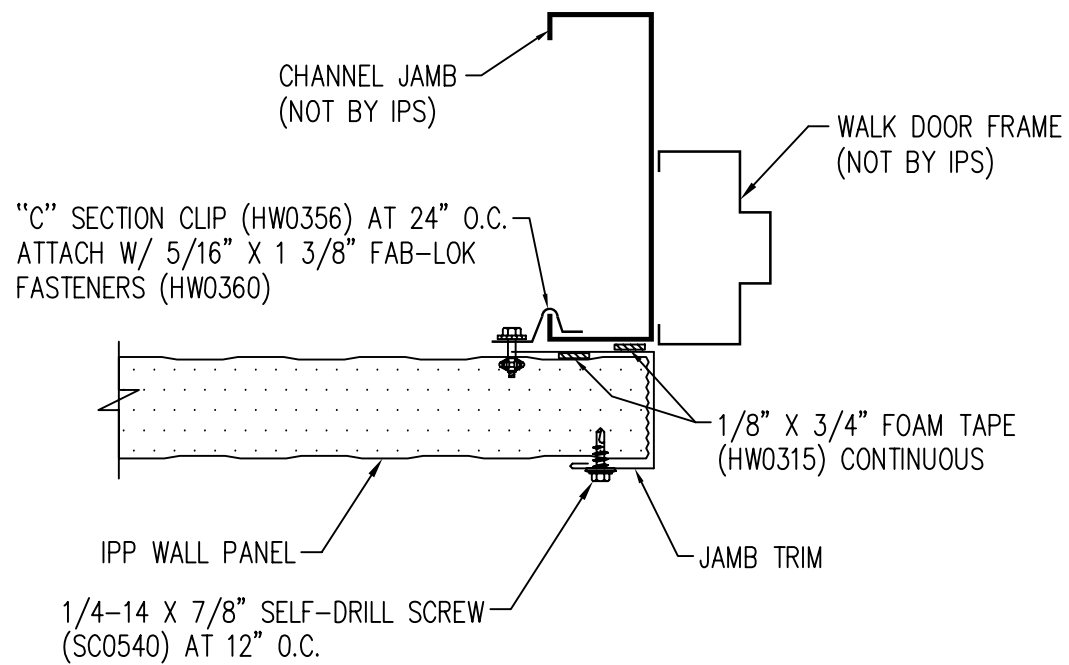 CHANNEL JAMB
(NOT BY IPS)
WALK DOOR FRAME
(NOT BY IPS)
“C” SECTION CLIP (HW0356) AT 24” O.C.
ATTACH W/ 5/16” X 1 3/8” FAB-LOK
FASTENERS (HW0360)
1/8” X 3/4” FOAM TAPE
(HW0315) CONTINUOUS
IPP WALL PANEL
JAMB TRIM
1/4-14 X 7/8” SELF-DRILL SCREW
(SC0540) AT 12” O.C.